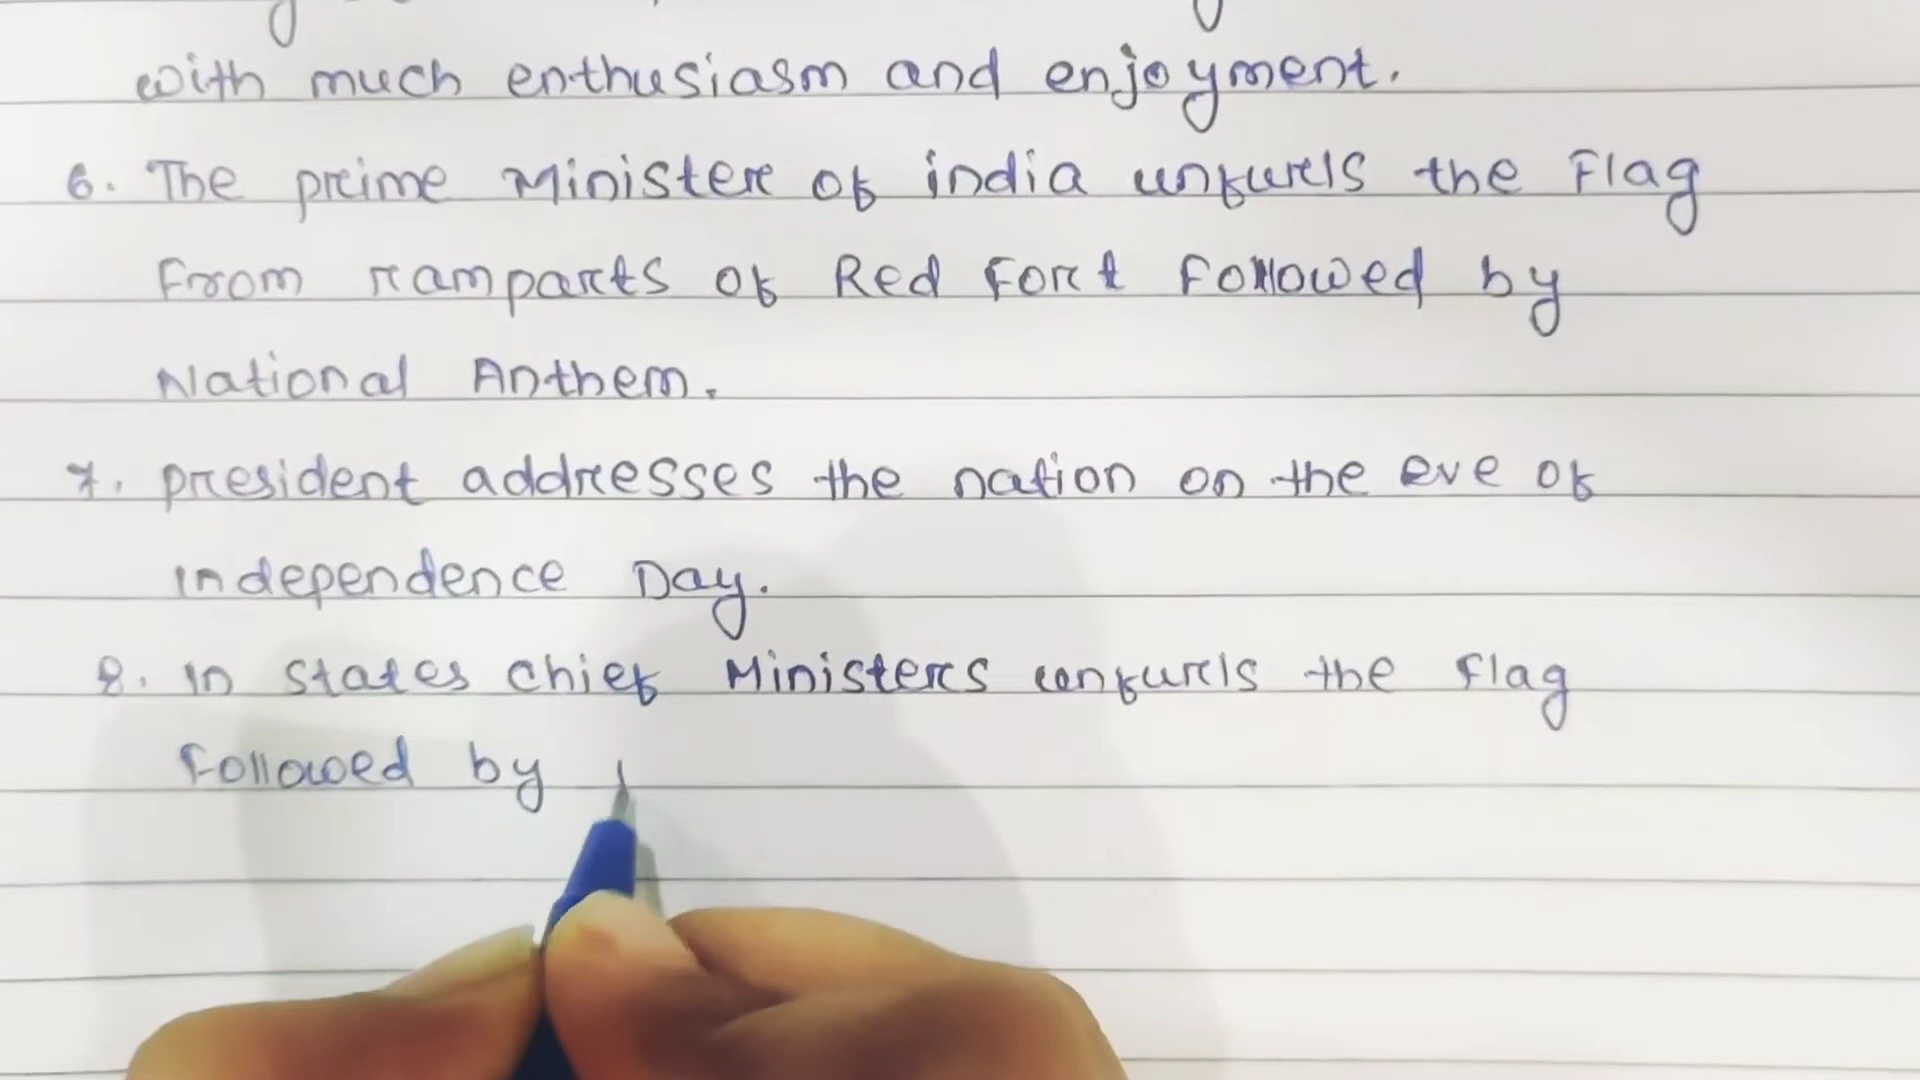 with much enthusiasm and enjoyment.
6. The prime Minister of india unfurls the Flag
From ramparts of Red Fort Followed by
National Anthem.
7. president addresses the nation on the eve of
independence Day.
8. In states chief Ministers unfurls the flag
followed by